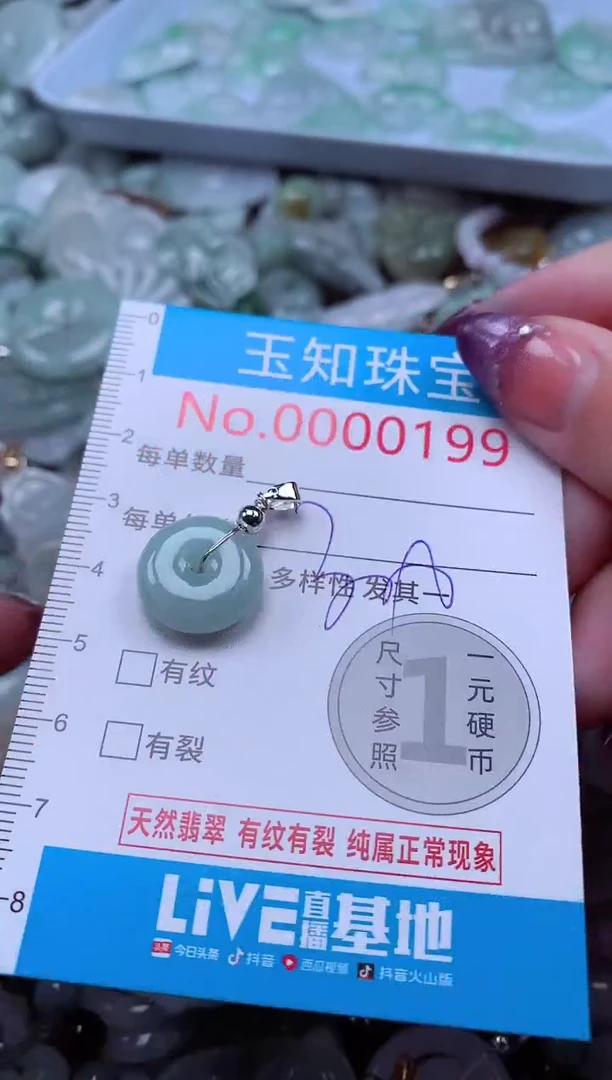 玉知珠宝
No.0000199
每单数量
每单
多样性 发其一
尺寸参照
1
一元硬币
有纹
有裂
天然翡翠 有纹有裂 纯属正常现象
LiVE直播基地
头条 今日头条 抖音 西瓜视频 抖音火山版
0
1
2
3
4
5
6
7
8